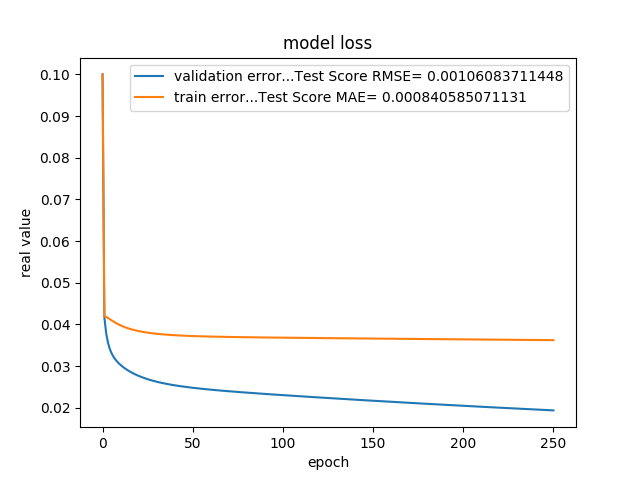 model loss
validation error...Test Score RMSE= 0.00106083711448
train error...Test Score MAE= 0.000840585071131
real value
0.10
0.09
0.08
0.07
0.06
0.05
0.04
0.03
0.02
0 50 100 150 200 250
epoch